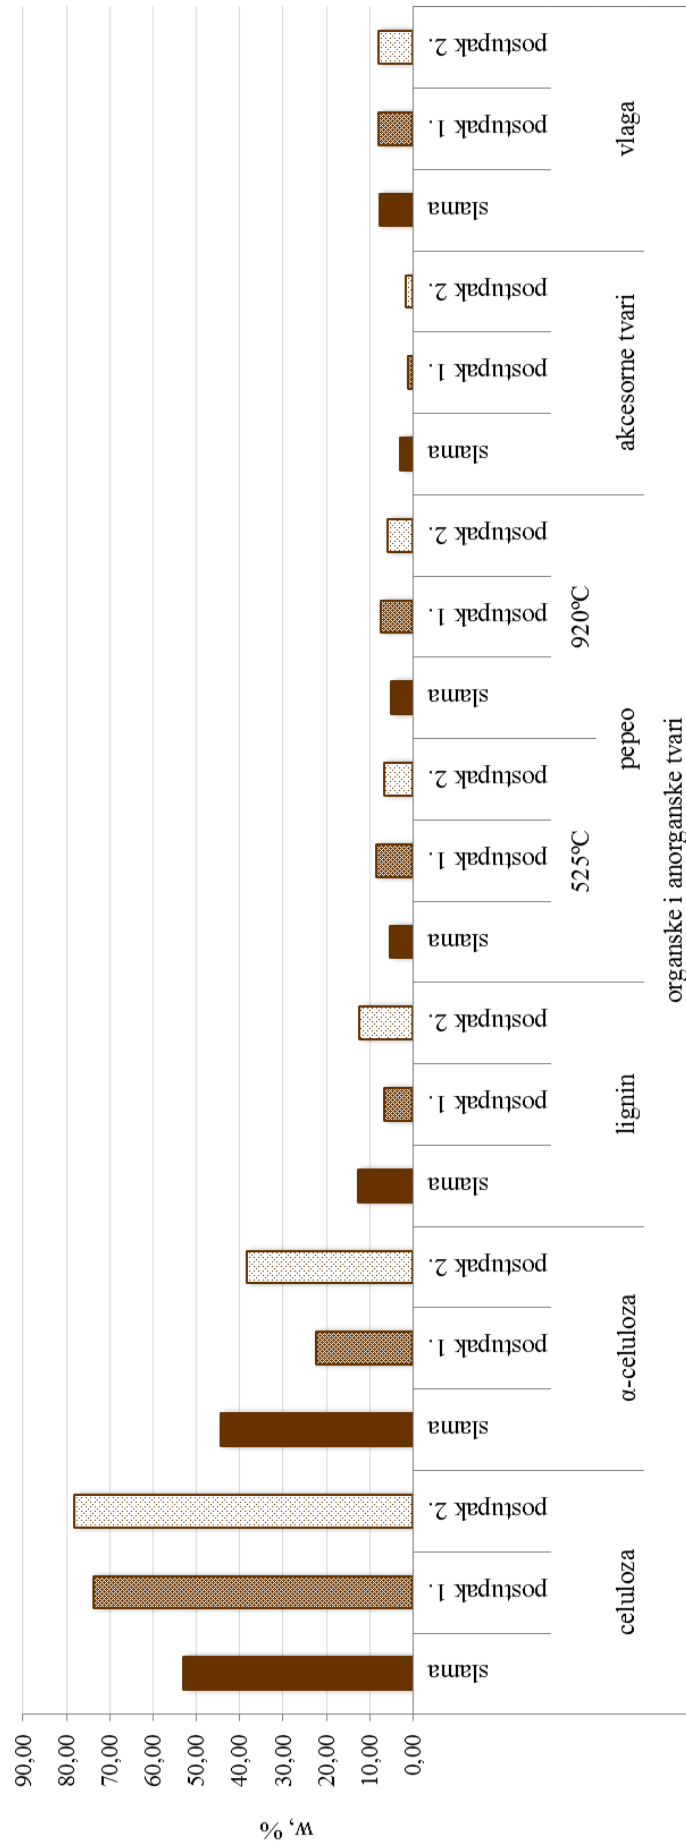 w, %
90,00
80,00
70,00
60,00
50,00
40,00
30,00
20,00
10,00
0,00
slama
postupak 1.
postupak 2.
slama
postupak 1.
postupak 2.
slama
postupak 1.
postupak 2.
slama
postupak 1.
postupak 2.
slama
postupak 1.
postupak 2.
slama
postupak 1.
postupak 2.
slama
postupak 1.
postupak 2.
525ºC
920ºC
celuloza
α-celuloza
lignin
pepeo
akcesorne tvari
vlaga
organske i anorganske tvari